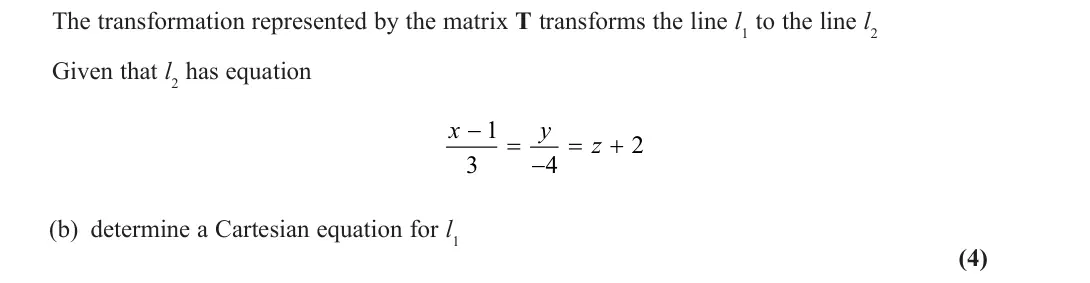 The transformation represented by the matrix T transforms the line l₁ to the line l₂
Given that l₂ has equation
(x − 1)/3 = y/−4 = z + 2
(b) determine a Cartesian equation for l₁
(4)